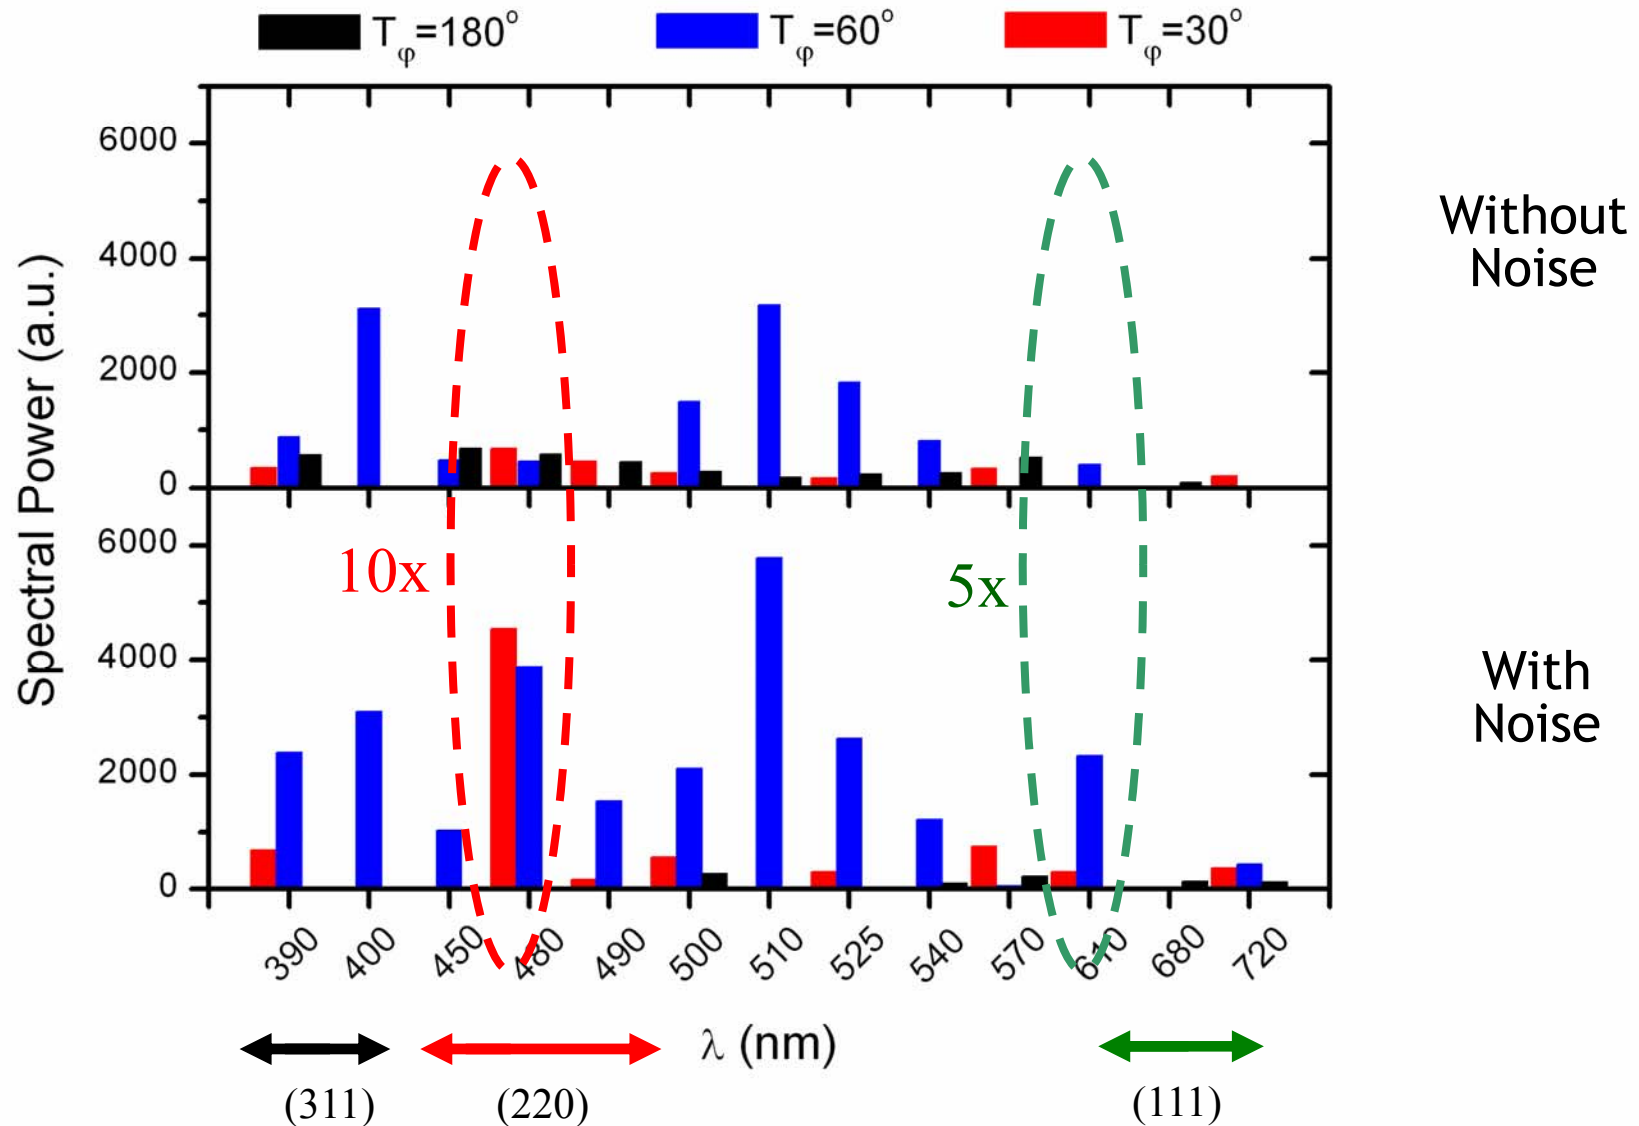 Tφ=180° Tφ=60° Tφ=30°
Spectral Power (a.u.)
6000
4000
2000
0
Without
Noise
6000
4000
2000
0
10x
5x
With
Noise
390 400 450 480 490 500 510 525 540 570 610 680 720
λ (nm)
(311) (220) (111)